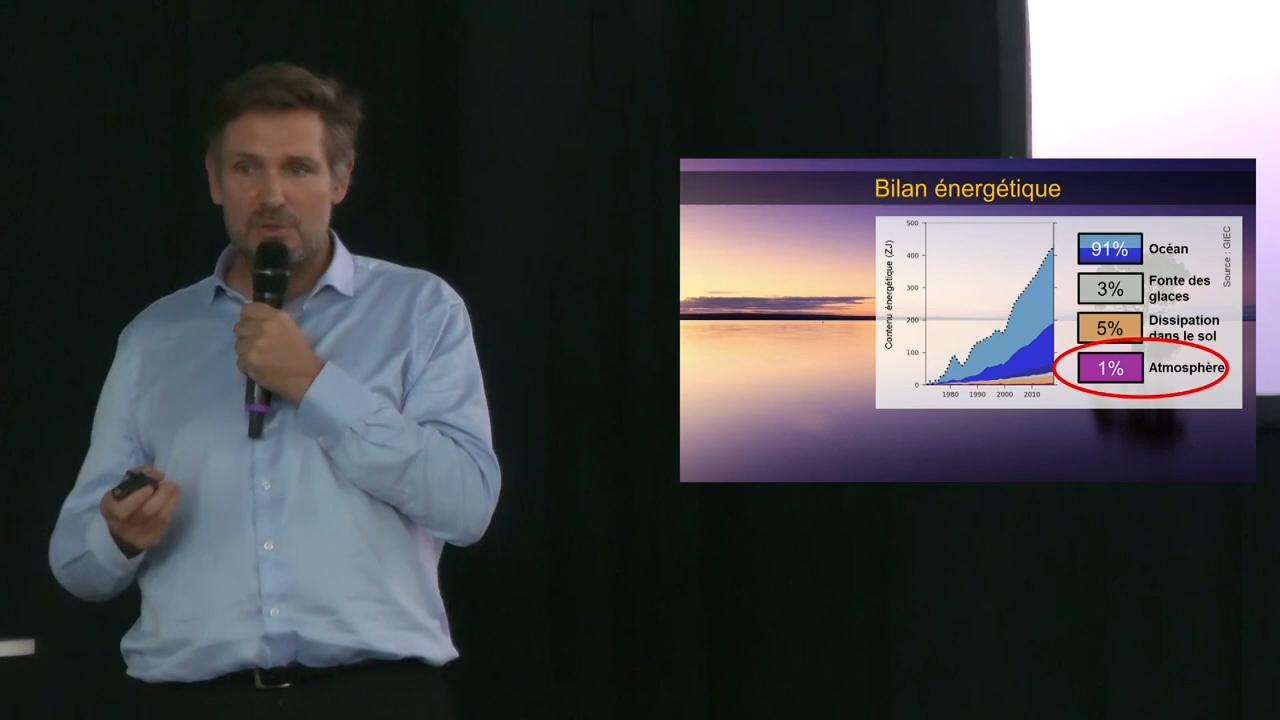 Bilan énergétique
Contenu énergétique (ZJ)
500
400
300
200
100
0
1980 1990 2000 2010
91% Océan
3% Fonte des
glaces
5% Dissipation
dans le sol
1% Atmosphère
Source : GIEC